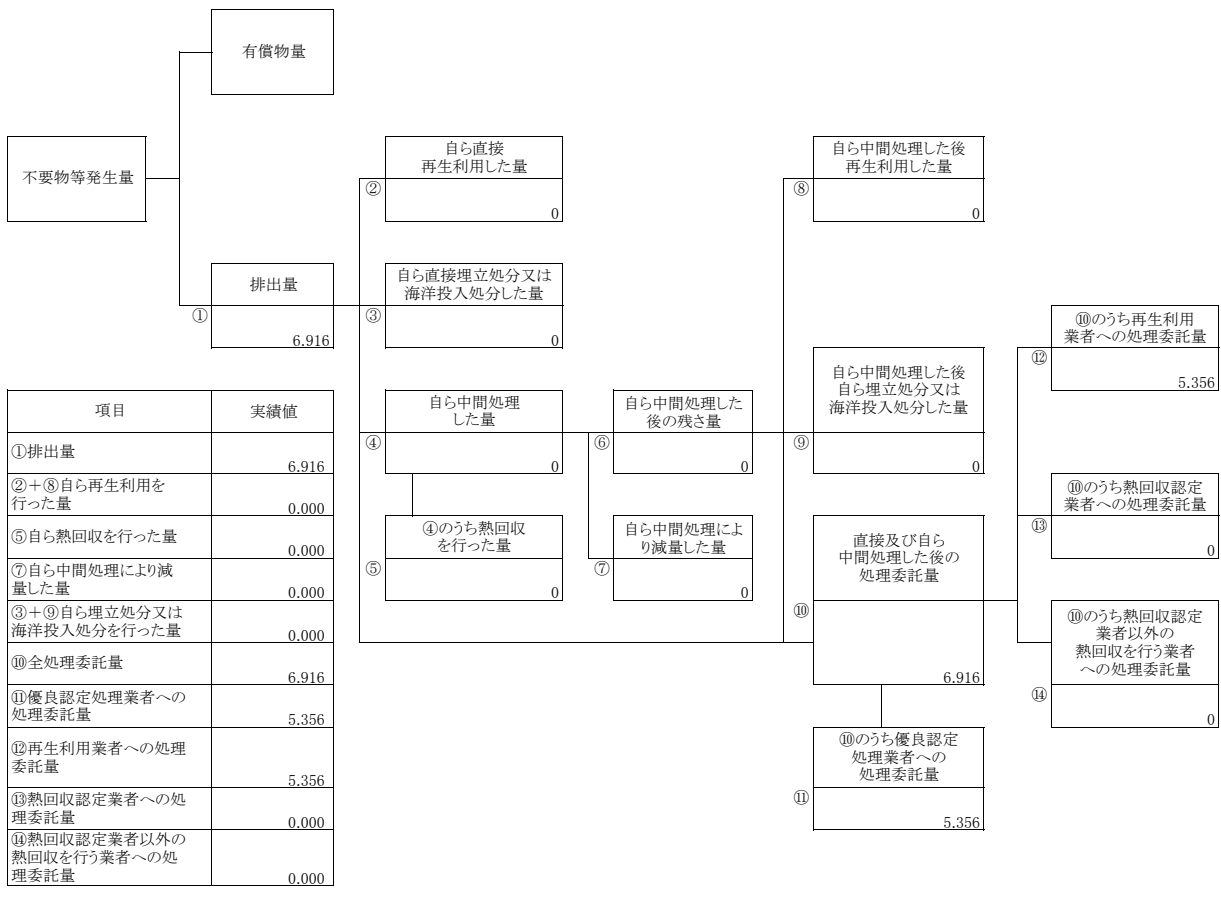 有償物量
不要物等発生量
排出量
①
6.916
自ら直接
再生利用した量
②
0
自ら直接埋立処分又は
海洋投入処分した量
③
0
自ら中間処理
した量
④
0
④のうち熱回収
を行った量
⑤
0
自ら中間処理した
後の残さ量
⑥
0
自ら中間処理によ
り減量した量
⑦
0
自ら中間処理した後
再生利用した量
⑧
0
自ら中間処理した後
自ら埋立処分又は
海洋投入処分した量
⑨
0
直接及び自ら
中間処理した後の
処理委託量
⑩
6.916
⑩のうち優良認定
処理業者への
処理委託量
⑪
5.356
⑩のうち再生利用
業者への処理委託量
⑫
5.356
⑩のうち熱回収認定
業者への処理委託量
⑬
0
⑩のうち熱回収認定
業者以外の
熱回収を行う業者
への処理委託量
⑭
0
項目 実績値
①排出量
6.916
②＋⑧自ら再生利用を
行った量
0.000
⑤自ら熱回収を行った量
0.000
⑦自ら中間処理により減
量した量
0.000
③＋⑨自ら埋立処分又は
海洋投入処分を行った量
0.000
⑩全処理委託量
6.916
⑪優良認定処理業者への
処理委託量
5.356
⑫再生利用業者への処理
委託量
5.356
⑬熱回収認定業者への処
理委託量
0.000
⑭熱回収認定業者以外の
熱回収を行う業者への処
理委託量
0.000